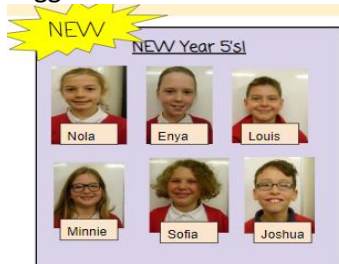 NEW
NEW Year 5's!
Nola
Enya
Louis
Minnie
Sofia
Joshua